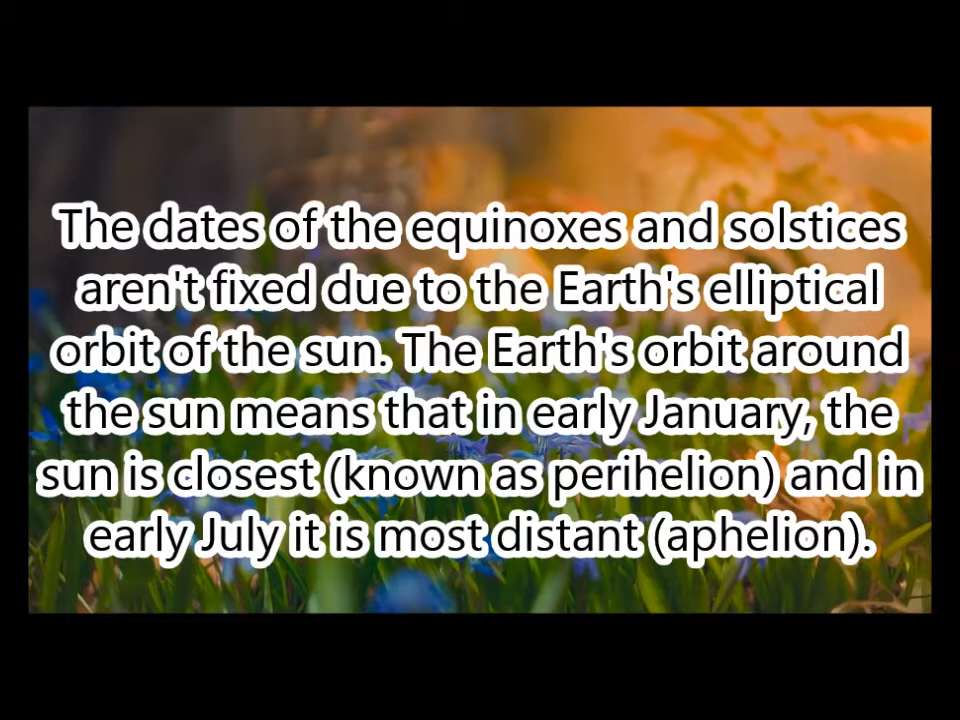 The dates of the equinoxes and solstices
aren't fixed due to the Earth's elliptical
orbit of the sun. The Earth's orbit around
the sun means that in early January, the
sun is closest (known as perihelion) and in
early July it is most distant (aphelion).